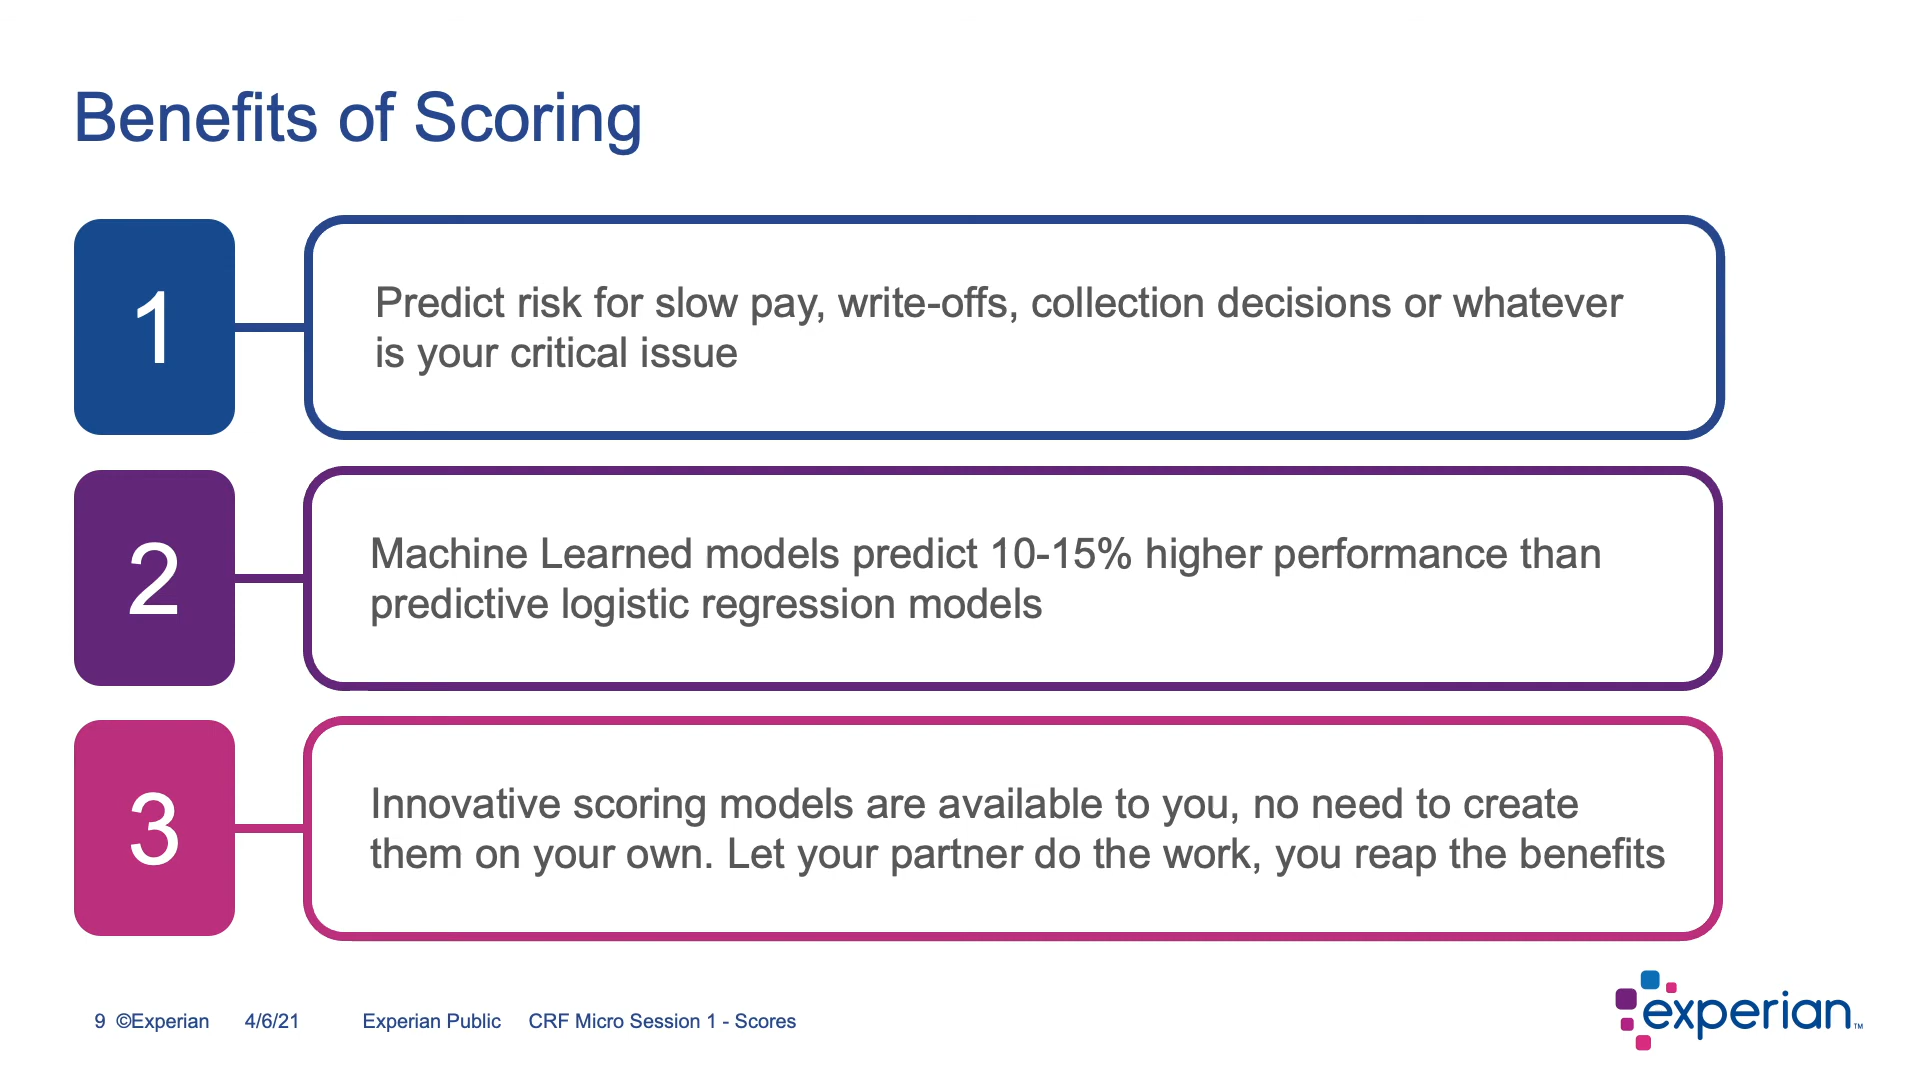 Benefits of Scoring
1
Predict risk for slow pay, write-offs, collection decisions or whatever
is your critical issue
2
Machine Learned models predict 10-15% higher performance than
predictive logistic regression models
3
Innovative scoring models are available to you, no need to create
them on your own. Let your partner do the work, you reap the benefits
9 ©Experian 4/6/21 Experian Public CRF Micro Session 1 - Scores
experian™